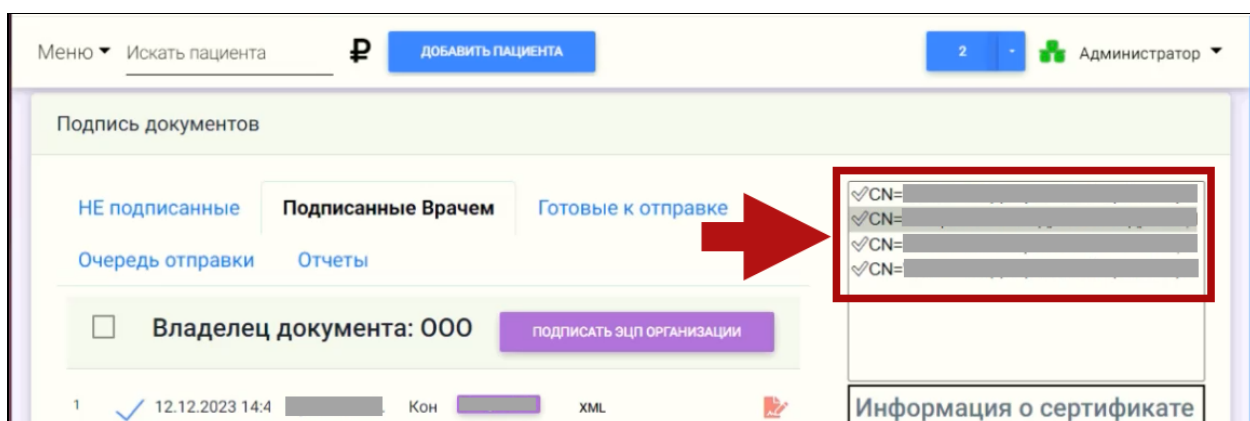 Меню Искать пациента ₽ ДОБАВИТЬ ПАЦИЕНТА 2 - Администратор
Подпись документов
НЕ подписанные Подписанные Врачем Готовые к отправке
Очередь отправки Отчеты
Владелец документа: ООО ПОДПИСАТЬ ЭЦП ОРГАНИЗАЦИИ
1 12.12.2023 14:4 Кон XML
CN=
CN=
CN=
CN=
Информация о сертификате